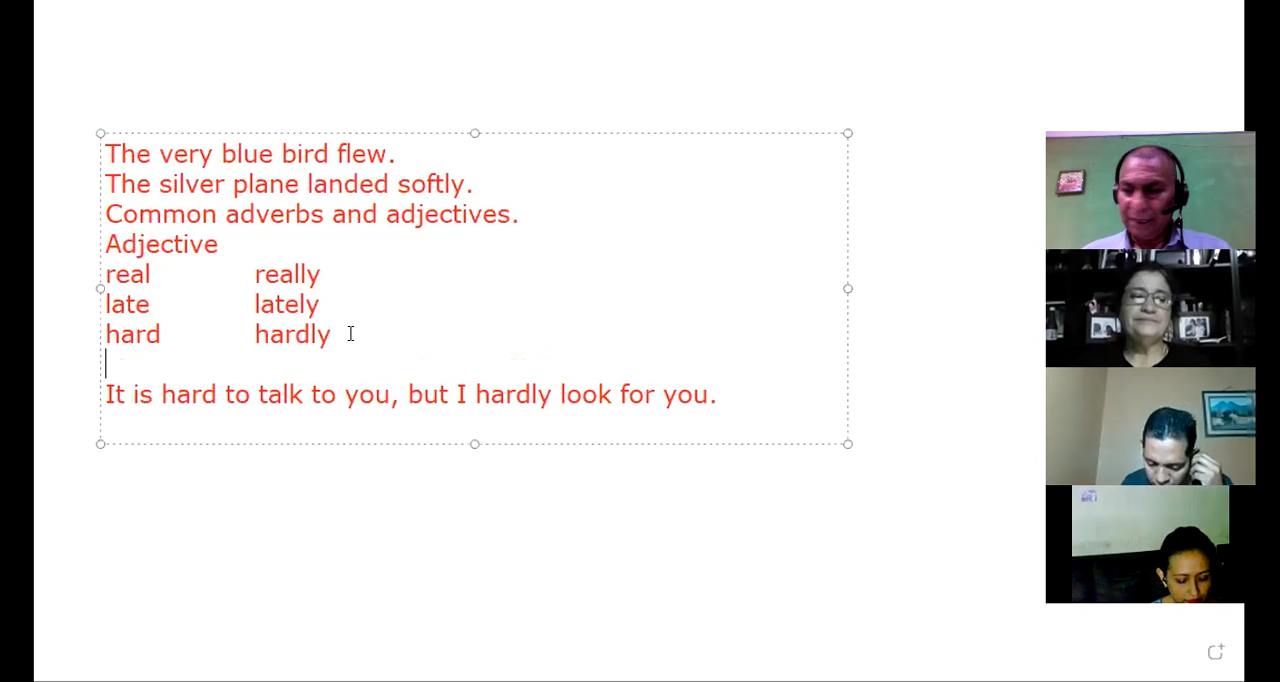 The very blue bird flew.
The silver plane landed softly.
Common adverbs and adjectives.
Adjective
real really
late lately
hard hardly
It is hard to talk to you, but I hardly look for you.